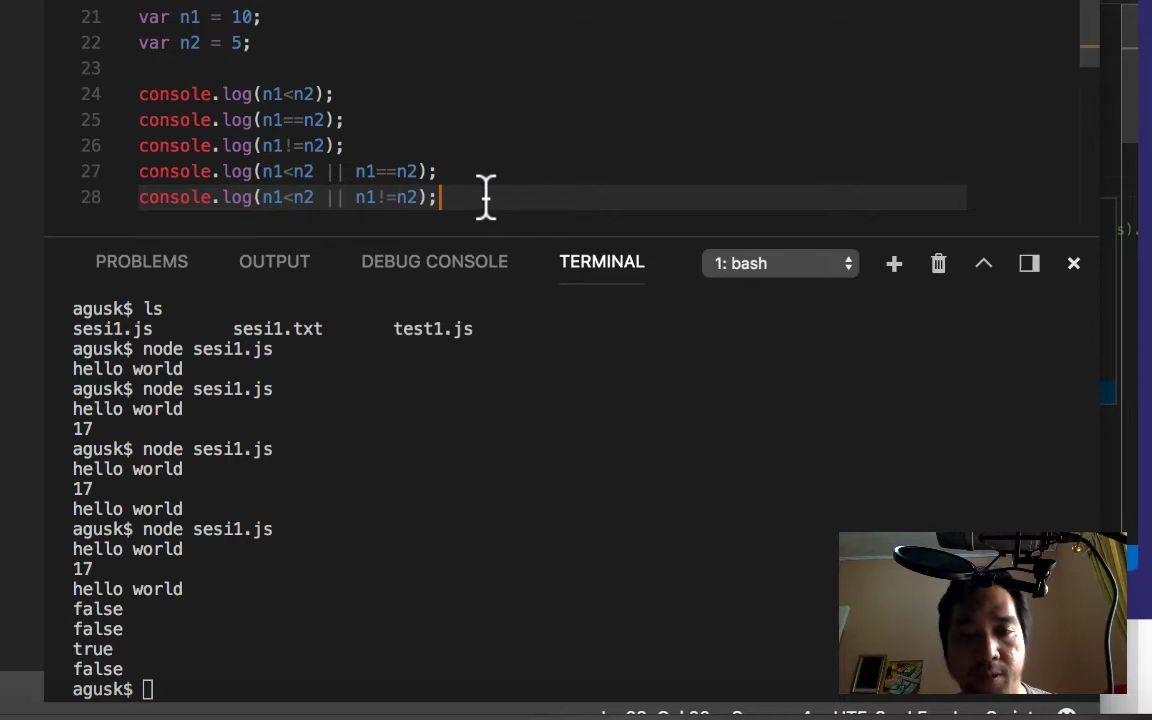 21 var n1 = 10;
22 var n2 = 5;
23
24 console.log(n1<n2);
25 console.log(n1==n2);
26 console.log(n1!=n2);
27 console.log(n1<n2 || n1==n2);
28 console.log(n1<n2 || n1!=n2);
s).
PROBLEMS OUTPUT DEBUG CONSOLE TERMINAL 1: bash
agusk$ ls
sesi1.js sesi1.txt test1.js
agusk$ node sesi1.js
hello world
agusk$ node sesi1.js
hello world
17
agusk$ node sesi1.js
hello world
17
hello world
agusk$ node sesi1.js
hello world
17
hello world
false
false
true
false
agusk$